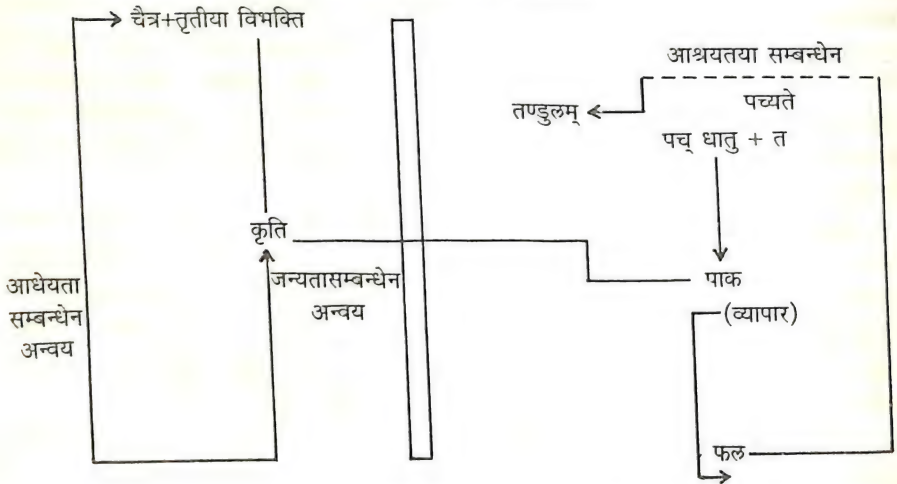 चैत्र+तृतीया विभक्ति
आश्रयतया सम्बन्धेन
पच्यते
तण्डुलम्
पच् धातु + त
कृति
आधेयता
सम्बन्धेन
अन्वय
जन्यतासम्बन्धेन
अन्वय
पाक
(व्यापार)
फल